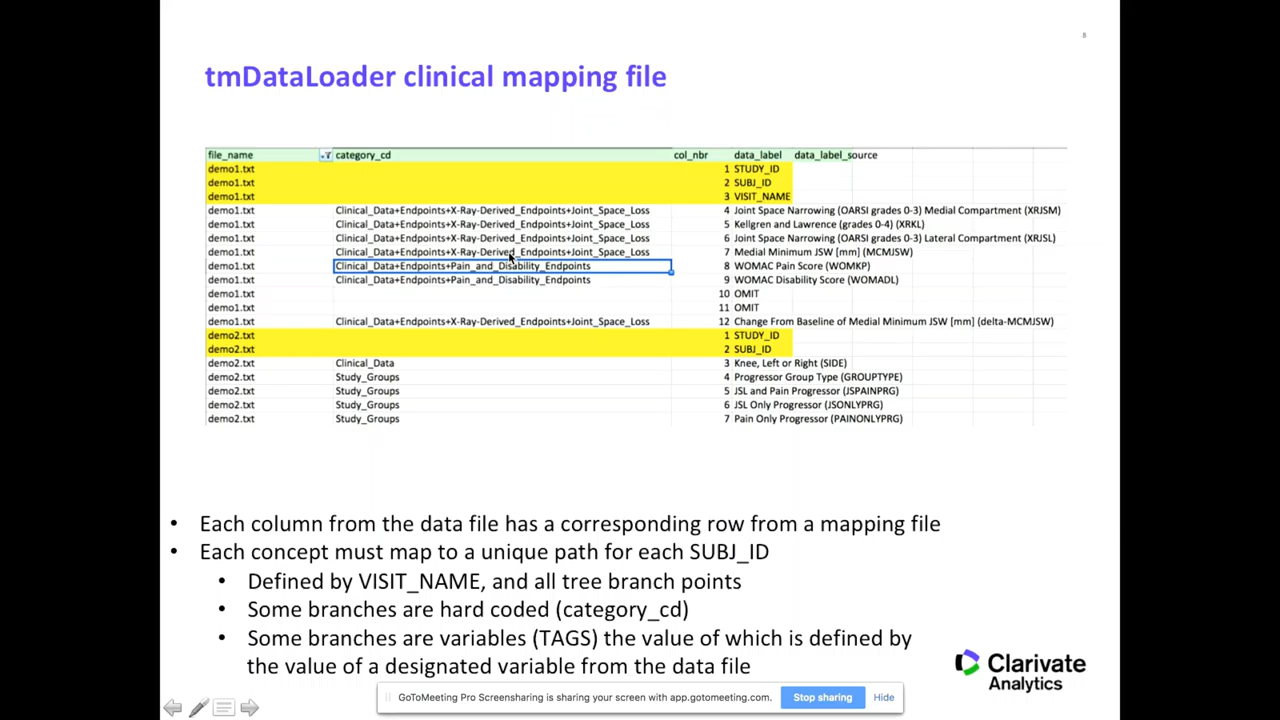 8
tmDataLoader clinical mapping file
file_name category_cd col_nbr data_label data_label_source
demo1.txt 1 STUDY_ID
demo1.txt 2 SUBJ_ID
demo1.txt 3 VISIT_NAME
demo1.txt Clinical_Data+Endpoints+X-Ray-Derived_Endpoints+Joint_Space_Loss 4 Joint Space Narrowing (OARSI grades 0-3) Medial Compartment (XRJSM)
demo1.txt Clinical_Data+Endpoints+X-Ray-Derived_Endpoints+Joint_Space_Loss 5 Kellgren and Lawrence (grades 0-4) (XRKL)
demo1.txt Clinical_Data+Endpoints+X-Ray-Derived_Endpoints+Joint_Space_Loss 6 Joint Space Narrowing (OARSI grades 0-3) Lateral Compartment (XRJSL)
demo1.txt Clinical_Data+Endpoints+X-Ray-Derived_Endpoints+Joint_Space_Loss 7 Medial Minimum JSW [mm] (MCMJSW)
demo1.txt Clinical_Data+Endpoints+Pain_and_Disability_Endpoints 8 WOMAC Pain Score (WOMKP)
demo1.txt Clinical_Data+Endpoints+Pain_and_Disability_Endpoints 9 WOMAC Disability Score (WOMADL)
demo1.txt 10 OMIT
demo1.txt 11 OMIT
demo1.txt Clinical_Data+Endpoints+X-Ray-Derived_Endpoints+Joint_Space_Loss 12 Change From Baseline of Medial Minimum JSW [mm] (delta-MCMJSW)
demo2.txt 1 STUDY_ID
demo2.txt 2 SUBJ_ID
demo2.txt Clinical_Data 3 Knee, Left or Right (SIDE)
demo2.txt Study_Groups 4 Progressor Group Type (GROUPTYPE)
demo2.txt Study_Groups 5 JSL and Pain Progressor (JSPAINPRG)
demo2.txt Study_Groups 6 JSL Only Progressor (JSONLYPRG)
demo2.txt Study_Groups 7 Pain Only Progressor (PAINONLYPRG)
• Each column from the data file has a corresponding row from a mapping file
• Each concept must map to a unique path for each SUBJ_ID
• Defined by VISIT_NAME, and all tree branch points
• Some branches are hard coded (category_cd)
• Some branches are variables (TAGS) the value of which is defined by
the value of a designated variable from the data file
Clarivate
Analytics
GoToMeeting Pro Screensharing is sharing your screen with app.gotomeeting.com. Stop sharing Hide